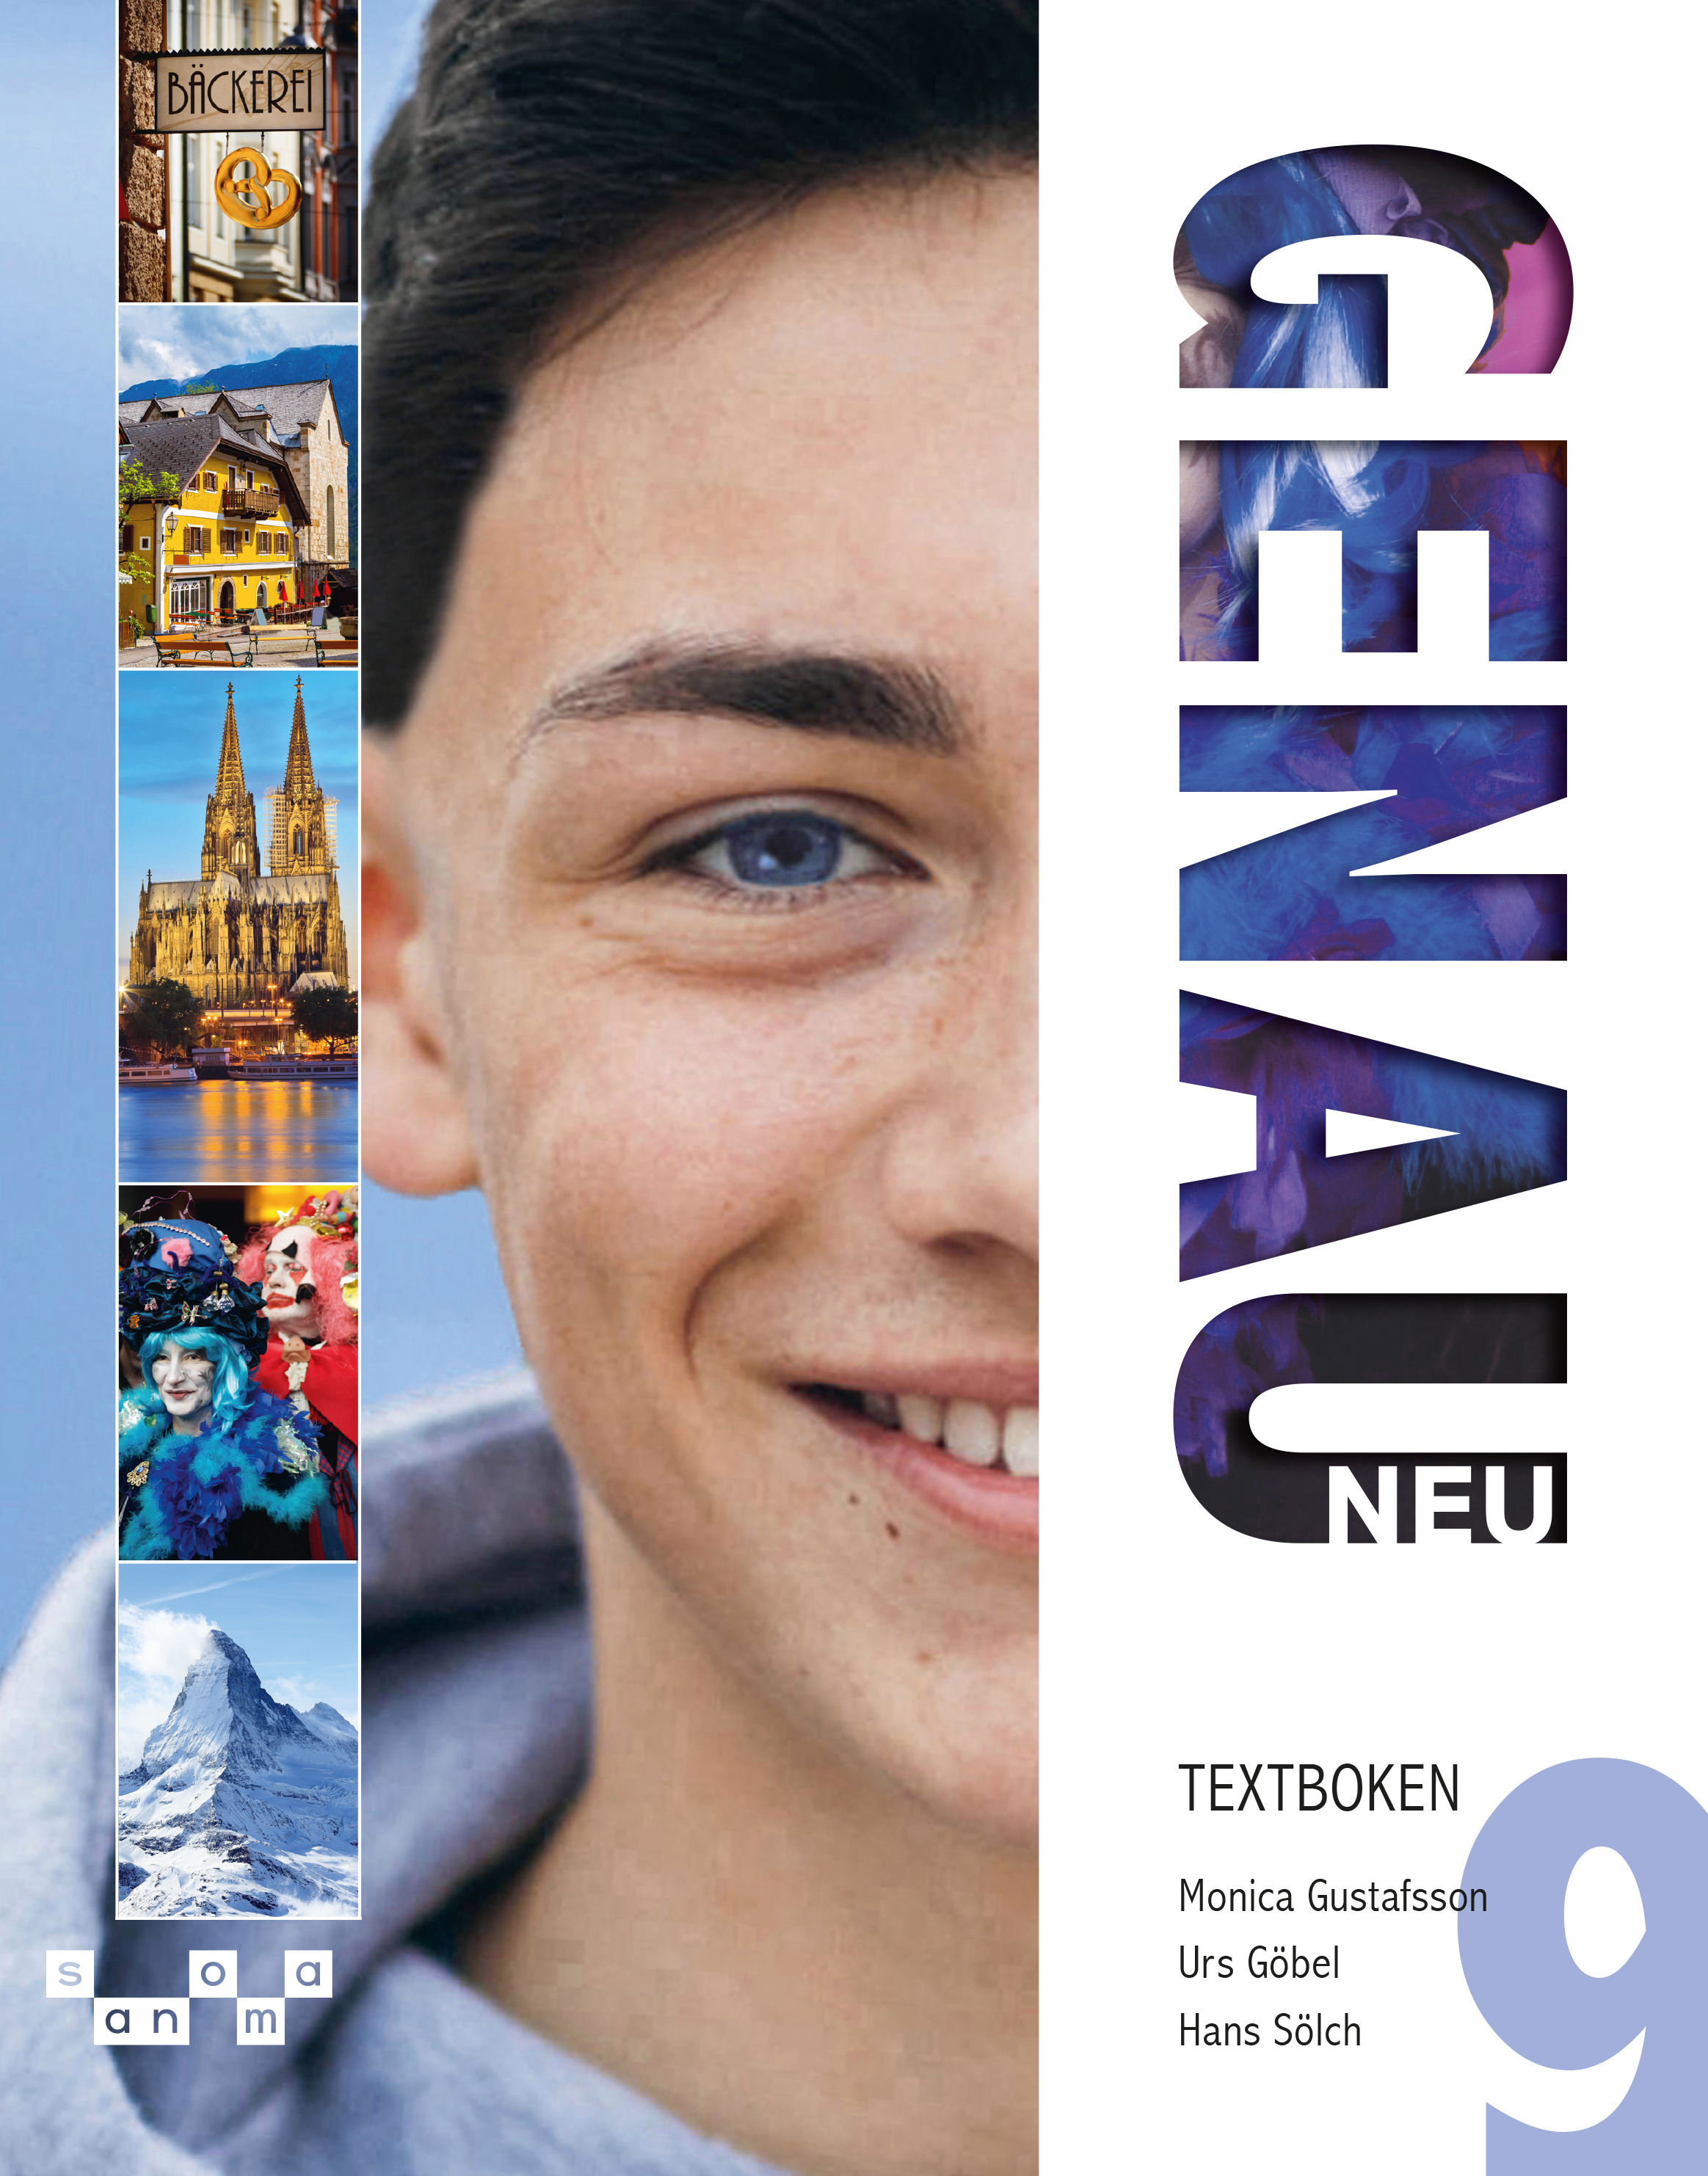 BÄCKEREI
GENAU
NEU
TEXTBOKEN
9
Monica Gustafsson
Urs Göbel
Hans Sölch
sanoma